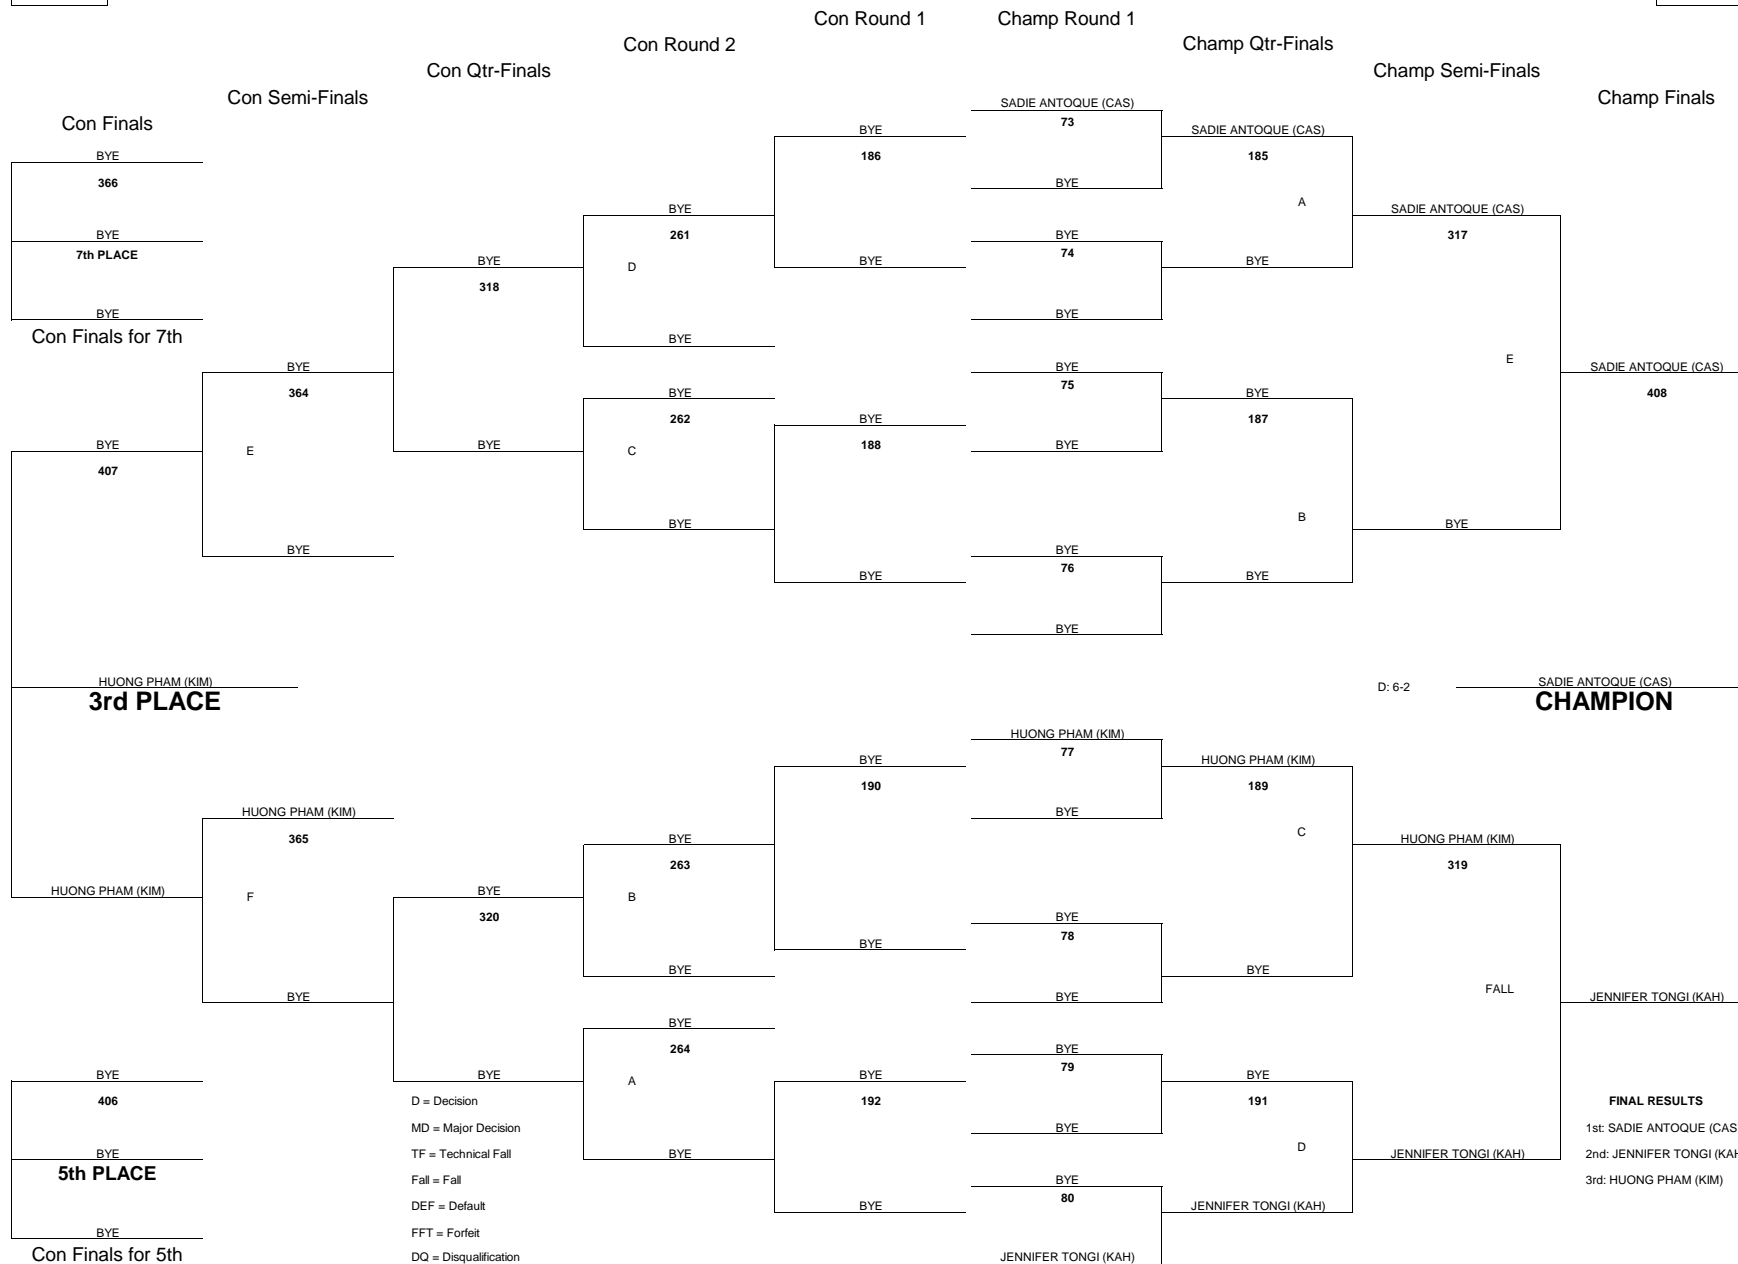 Con Round 1
Champ Round 1
Con Round 2
Champ Qtr-Finals
Con Qtr-Finals
Champ Semi-Finals
Con Semi-Finals
Champ Finals
Con Finals
SADIE ANTOQUE (CAS)
73
BYE
186
SADIE ANTOQUE (CAS)
185
BYE
366
BYE
A
BYE
261
SADIE ANTOQUE (CAS)
317
BYE
7th PLACE
BYE
74
BYE
318
D
BYE
BYE
BYE
BYE
Con Finals for 7th
BYE
E
BYE
364
BYE
75
SADIE ANTOQUE (CAS)
408
BYE
262
BYE
187
BYE
188
BYE
407
E
BYE
C
BYE
B
BYE
BYE
BYE
BYE
76
BYE
BYE
BYE
HUONG PHAM (KIM)
3rd PLACE
D: 6-2
SADIE ANTOQUE (CAS)
CHAMPION
HUONG PHAM (KIM)
77
BYE
190
HUONG PHAM (KIM)
189
HUONG PHAM (KIM)
365
BYE
C
BYE
263
HUONG PHAM (KIM)
319
HUONG PHAM (KIM)
F
BYE
320
B
BYE
78
BYE
BYE
BYE
FALL
BYE
BYE
JENNIFER TONGI (KAH)
BYE
264
BYE
79
BYE
406
BYE
A
BYE
192
BYE
191
D = Decision
FINAL RESULTS
MD = Major Decision
BYE
1st: SADIE ANTOQUE (CAS
BYE
5th PLACE
TF = Technical Fall
BYE
D
JENNIFER TONGI (KAH)
2nd: JENNIFER TONGI (KAH
Fall = Fall
BYE
80
3rd: HUONG PHAM (KIM)
DEF = Default
BYE
JENNIFER TONGI (KAH)
BYE
FFT = Forfeit
Con Finals for 5th
DQ = Disqualification
JENNIFER TONGI (KAH)